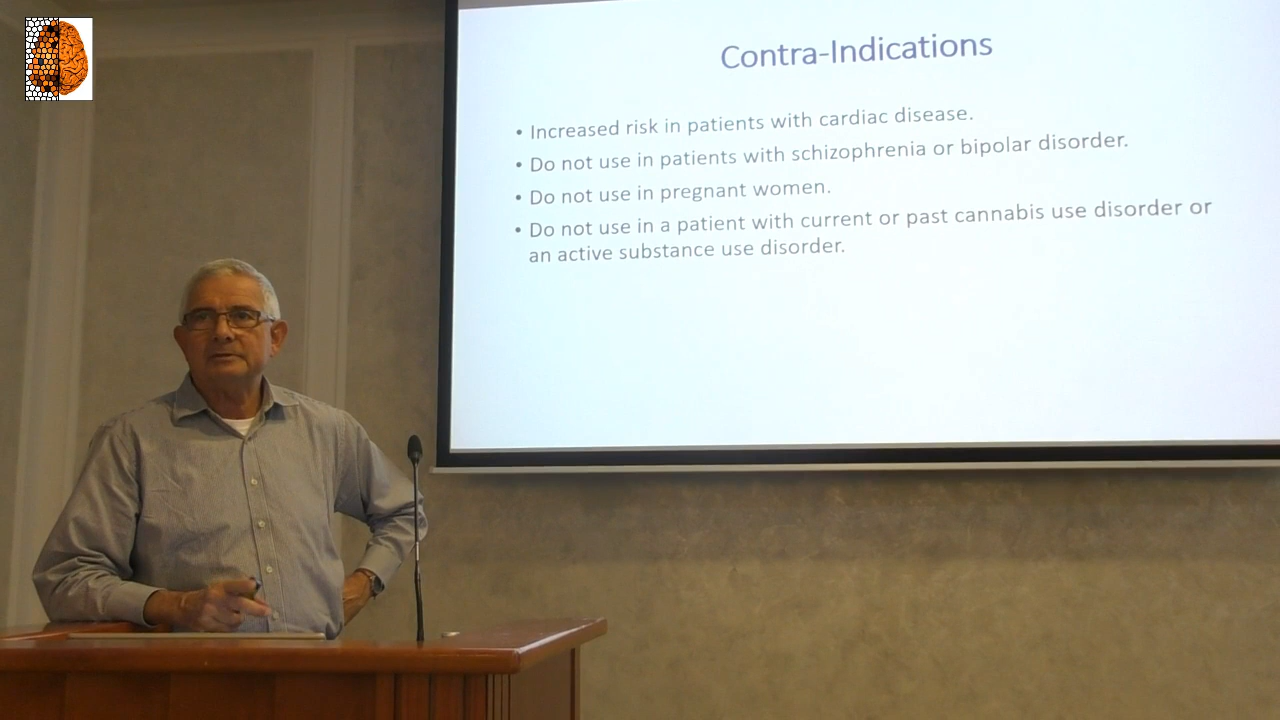 Contra-Indications
• Increased risk in patients with cardiac disease.
• Do not use in patients with schizophrenia or bipolar disorder.
• Do not use in pregnant women.
• Do not use in a patient with current or past cannabis use disorder or
an active substance use disorder.